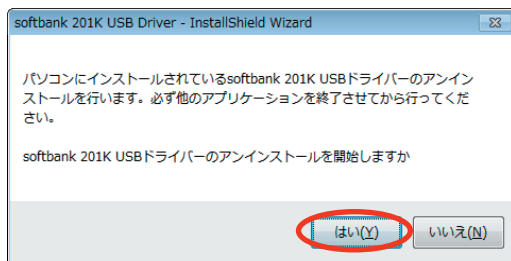 softbank 201K USB Driver - InstallShield Wizard
パソコンにインストールされているsoftbank 201K USBドライバーのアンイン
ストールを行います。必ず他のアプリケーションを終了させてから行ってくだ
さい。
softbank 201K USBドライバーのアンインストールを開始しますか
はい(Y) いいえ(N)